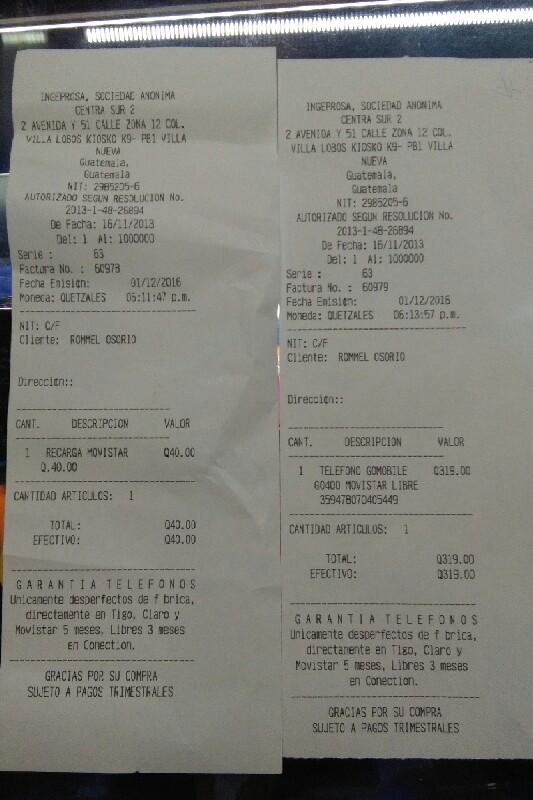 INGEPROSA, SOCIEDAD ANONIMA
CENTRA SUR 2
2 AVENIDA Y 51 CALLE ZONA 12 COL.
VILLA LOBOS KIOSKO K9- PB1 VILLA
NUEVA
Guatemala,
Guatemala
NIT: 2985205-6
AUTORIZADO SEGUN RESOLUCION No.
2013-1-48-26894
De Fecha: 16/11/2013
Del: 1 Al: 1000000
Serie : 63
Factura No. : 60978
Fecha Emisión: 01/12/2016
Moneda: QUETZALES 06:11:47 p.m.
NIT: C/F
Cliente: ROMMEL OSORIO
Dirección::
CANT. DESCRIPCION VALOR
1 RECARGA MOVISTAR Q40.00
Q.40.00
CANTIDAD ARTICULOS: 1
TOTAL: Q40.00
EFECTIVO: Q40.00
G A R A N T I A T E L E F O N O S
Unicamente desperfectos de f brica,
directamente en Tigo, Claro y
Movistar 5 meses, Libres 3 meses
en Conection.
GRACIAS POR SU COMPRA
SUJETO A PAGOS TRIMESTRALES
INGEPROSA, SOCIEDAD ANONIMA
CENTRA SUR 2
2 AVENIDA Y 51 CALLE ZONA 12 COL.
VILLA LOBOS KIOSKO K9- PB1 VILLA
NUEVA
Guatemala,
Guatemala
NIT: 2985205-6
AUTORIZADO SEGUN RESOLUCION No.
2013-1-48-26894
De Fecha: 16/11/2013
Del: 1 Al: 1000000
Serie : 63
Factura No. : 60979
Fecha Emisión: 01/12/2016
Moneda: QUETZALES 06:13:57 p.m.
NIT: C/F
Cliente: ROMMEL OSORIO
Dirección::
CANT. DESCRIPCION VALOR
1 TELEFONO GOMOBILE Q319.00
GO400 MOVISTAR LIBRE
359478070405449
CANTIDAD ARTICULOS: 1
TOTAL: Q319.00
EFECTIVO: Q319.00
G A R A N T I A T E L E F O N O S
Unicamente desperfectos de f brica,
directamente en Tigo, Claro y
Movistar 5 meses, Libres 3 meses
en Conection.
GRACIAS POR SU COMPRA
SUJETO A PAGOS TRIMESTRALES